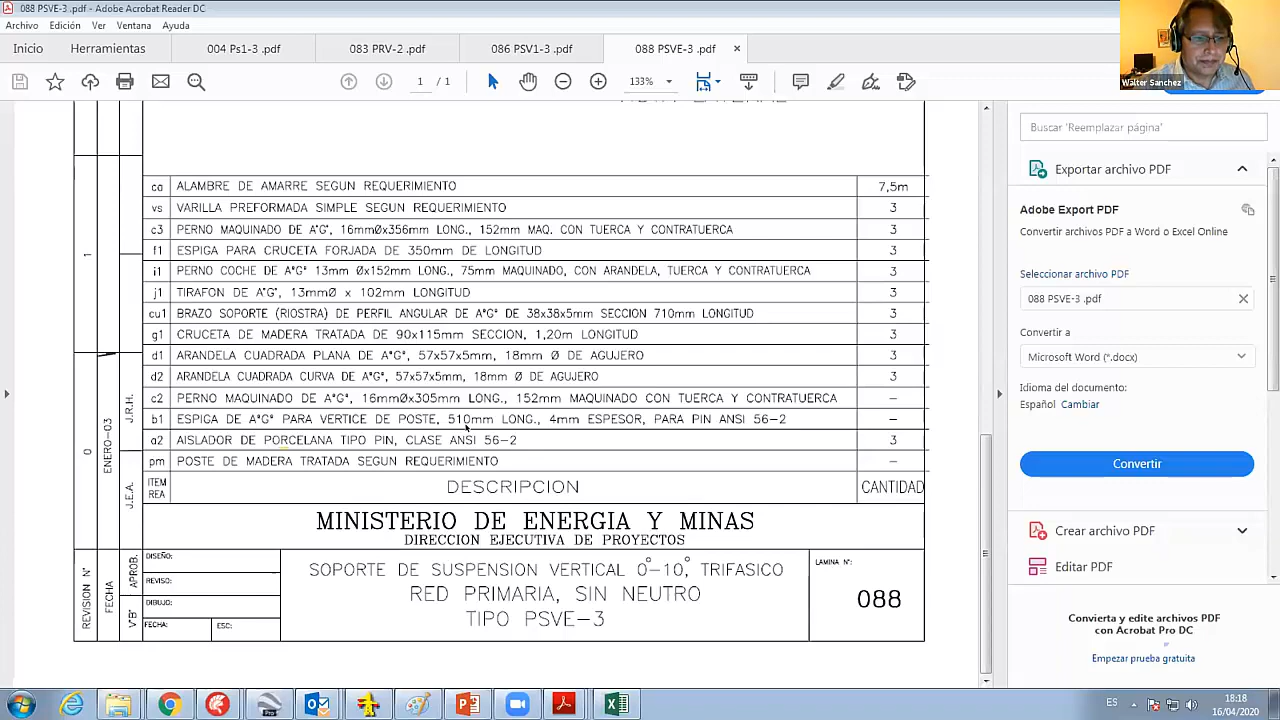 088 PSVE-3 .pdf - Adobe Acrobat Reader DC
Archivo Edición Ver Ventana Ayuda
Inicio Herramientas 004 Ps1-3 .pdf 083 PRV-2 .pdf 086 PSV1-3 .pdf 088 PSVE-3 .pdf ×
1 / 1 133%
Walter Sanchez
ca ALAMBRE DE AMARRE SEGUN REQUERIMIENTO 7,5m
vs VARILLA PREFORMADA SIMPLE SEGUN REQUERIMIENTO 3
c3 PERNO MAQUINADO DE A°G°, 16mmØx356mm LONG., 152mm MAQ. CON TUERCA Y CONTRATUERCA 3
f1 ESPIGA PARA CRUCETA FORJADA DE 350mm DE LONGITUD 3
i1 PERNO COCHE DE A°G° 13mm Øx152mm LONG., 75mm MAQUINADO, CON ARANDELA, TUERCA Y CONTRATUERCA 3
j1 TIRAFON DE A°G°, 13mmØ x 102mm LONGITUD 3
cu1 BRAZO SOPORTE (RIOSTRA) DE PERFIL ANGULAR DE A°G° DE 38x38x5mm SECCION 710mm LONGITUD 3
g1 CRUCETA DE MADERA TRATADA DE 90x115mm SECCION, 1,20m LONGITUD 3
d1 ARANDELA CUADRADA PLANA DE A°G°, 57x57x5mm, 18mm Ø DE AGUJERO 3
d2 ARANDELA CUADRADA CURVA DE A°G°, 57x57x5mm, 18mm Ø DE AGUJERO 3
c2 PERNO MAQUINADO DE A°G°, 16mmØx305mm LONG., 152mm MAQUINADO CON TUERCA Y CONTRATUERCA –
b1 ESPIGA DE A°G° PARA VERTICE DE POSTE, 510mm LONG., 4mm ESPESOR, PARA PIN ANSI 56-2 –
a2 AISLADOR DE PORCELANA TIPO PIN, CLASE ANSI 56-2 3
pm POSTE DE MADERA TRATADA SEGUN REQUERIMIENTO –
ITEM REA DESCRIPCION CANTIDAD
MINISTERIO DE ENERGIA Y MINAS
DIRECCION EJECUTIVA DE PROYECTOS
1
0 ENERO-03 J.E.A. J.R.H.
REVISION N° FECHA V°B° APROB.
DISEÑO:
REVISO:
DIBUJO:
FECHA: ESC:
SOPORTE DE SUSPENSION VERTICAL 0°-10°, TRIFASICO
RED PRIMARIA, SIN NEUTRO
TIPO PSVE-3
LAMINA N°:
088
Buscar 'Reemplazar página'
Exportar archivo PDF
Adobe Export PDF
Convertir archivos PDF a Word o Excel Online
Seleccionar archivo PDF
088 PSVE-3 .pdf
Convertir a
Microsoft Word (*.docx)
Idioma del documento:
Español Cambiar
Convertir
Crear archivo PDF
Editar PDF
Convierta y edite archivos PDF
con Acrobat Pro DC
Empezar prueba gratuita
ES 18:18
16/04/2020